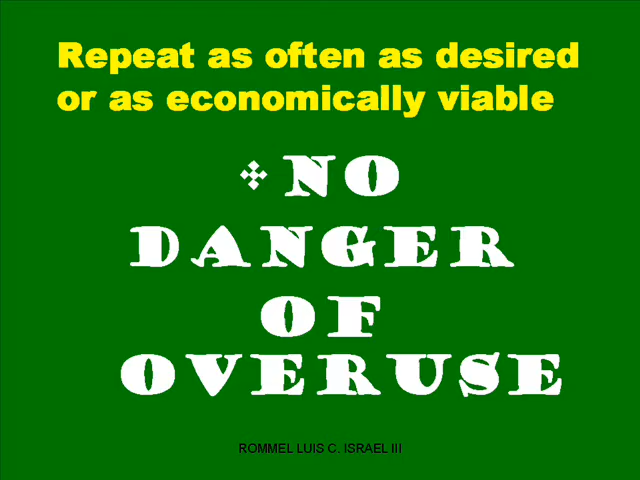 Repeat as often as desired
or as economically viable
❖NO
DANGER
OF
OVERUSE
ROMMEL LUIS C. ISRAEL III